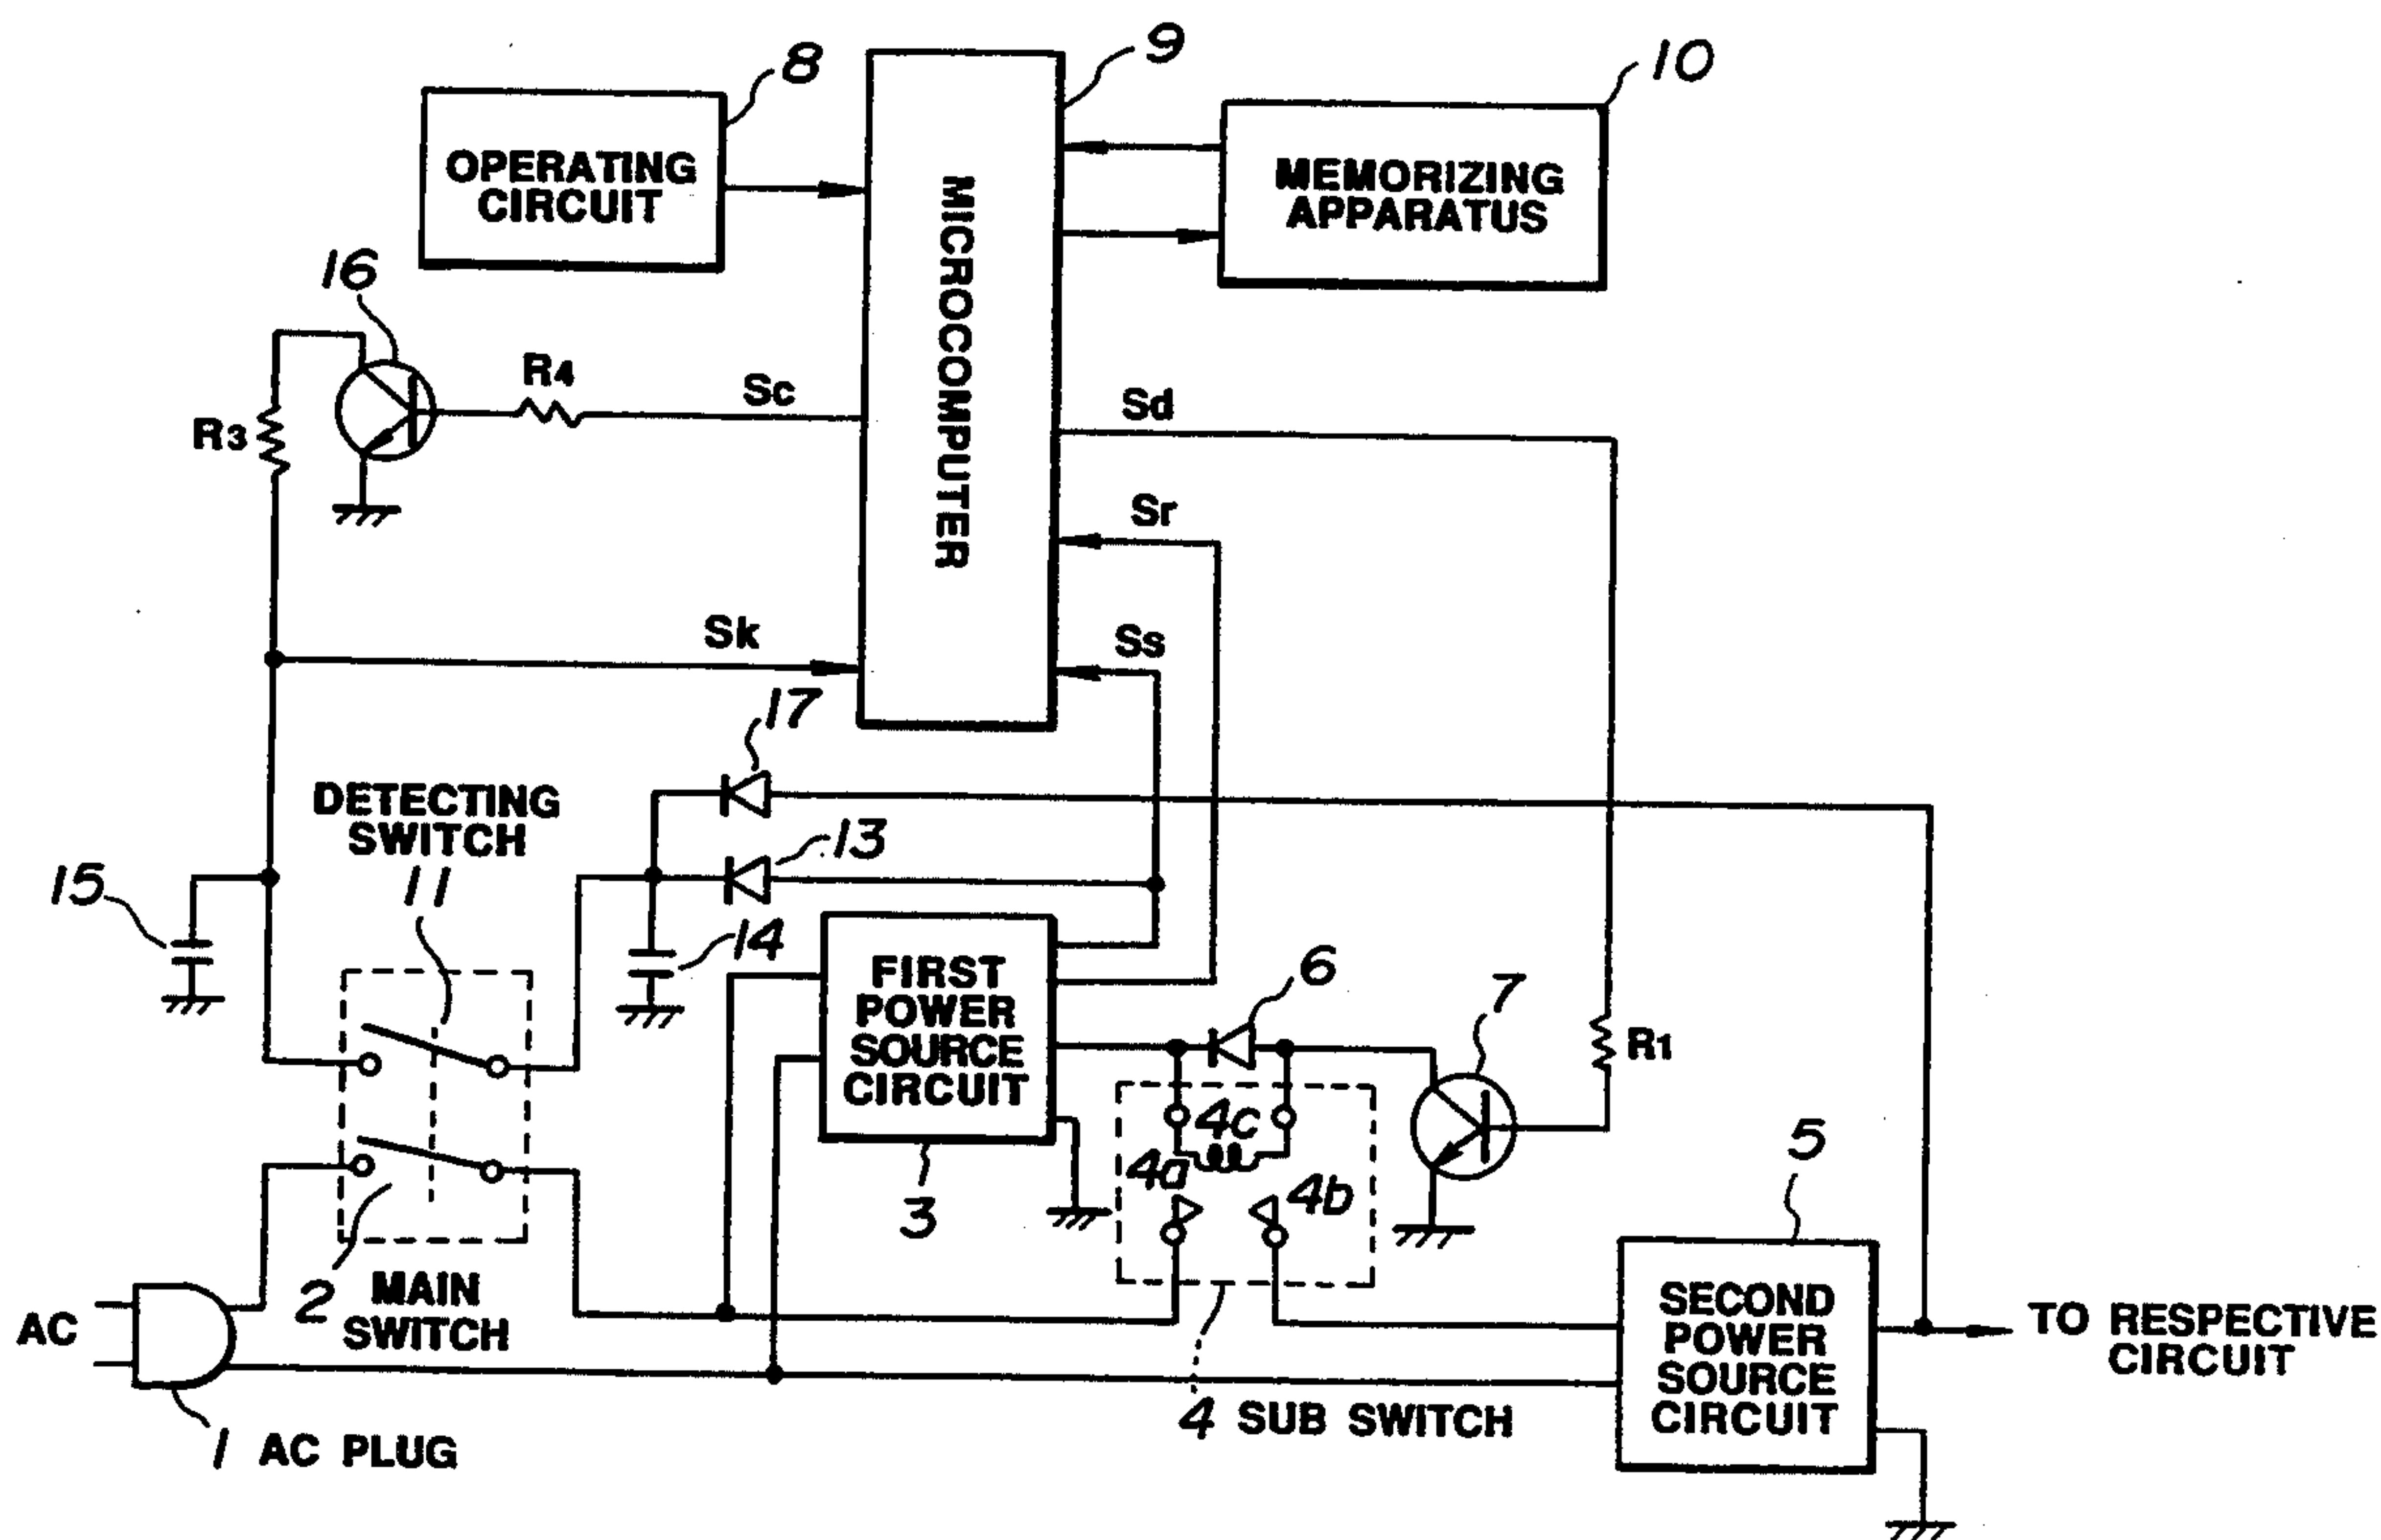 8
9
10
OPERATING
CIRCUIT
MICROCOMPUTER
MEMORIZING
APPARATUS
16
R4
Sc
Sd
R3
Sr
Sk
Ss
17
DETECTING
SWITCH
11
13
15
14
FIRST
POWER
SOURCE
CIRCUIT
3
6
7
R1
4c
4a
4b
5
2
MAIN
SWITCH
AC
1 AC PLUG
4 SUB SWITCH
SECOND
POWER
SOURCE
CIRCUIT
TO RESPECTIVE
CIRCUIT